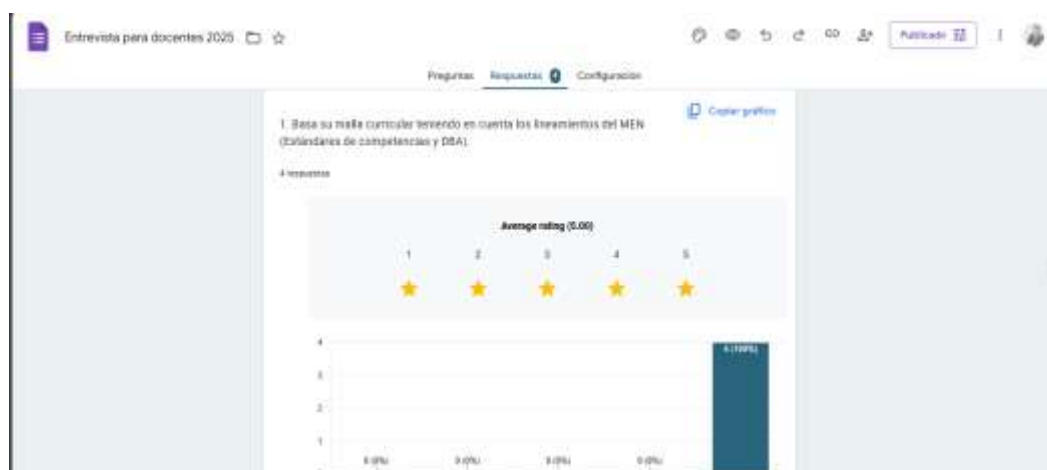 Entrevista para docentes 2025
Publicado
Preguntas Respuestas 4 Configuración
Copiar gráfico
1. Basa su malla curricular teniendo en cuenta los lineamientos del MEN
(Estándares de competencias y DBA).
4 respuestas
Average rating (5.00)
1 2 3 4 5
4
4 (100%)
3
2
1
0 (0%) 0 (0%) 0 (0%) 0 (0%)